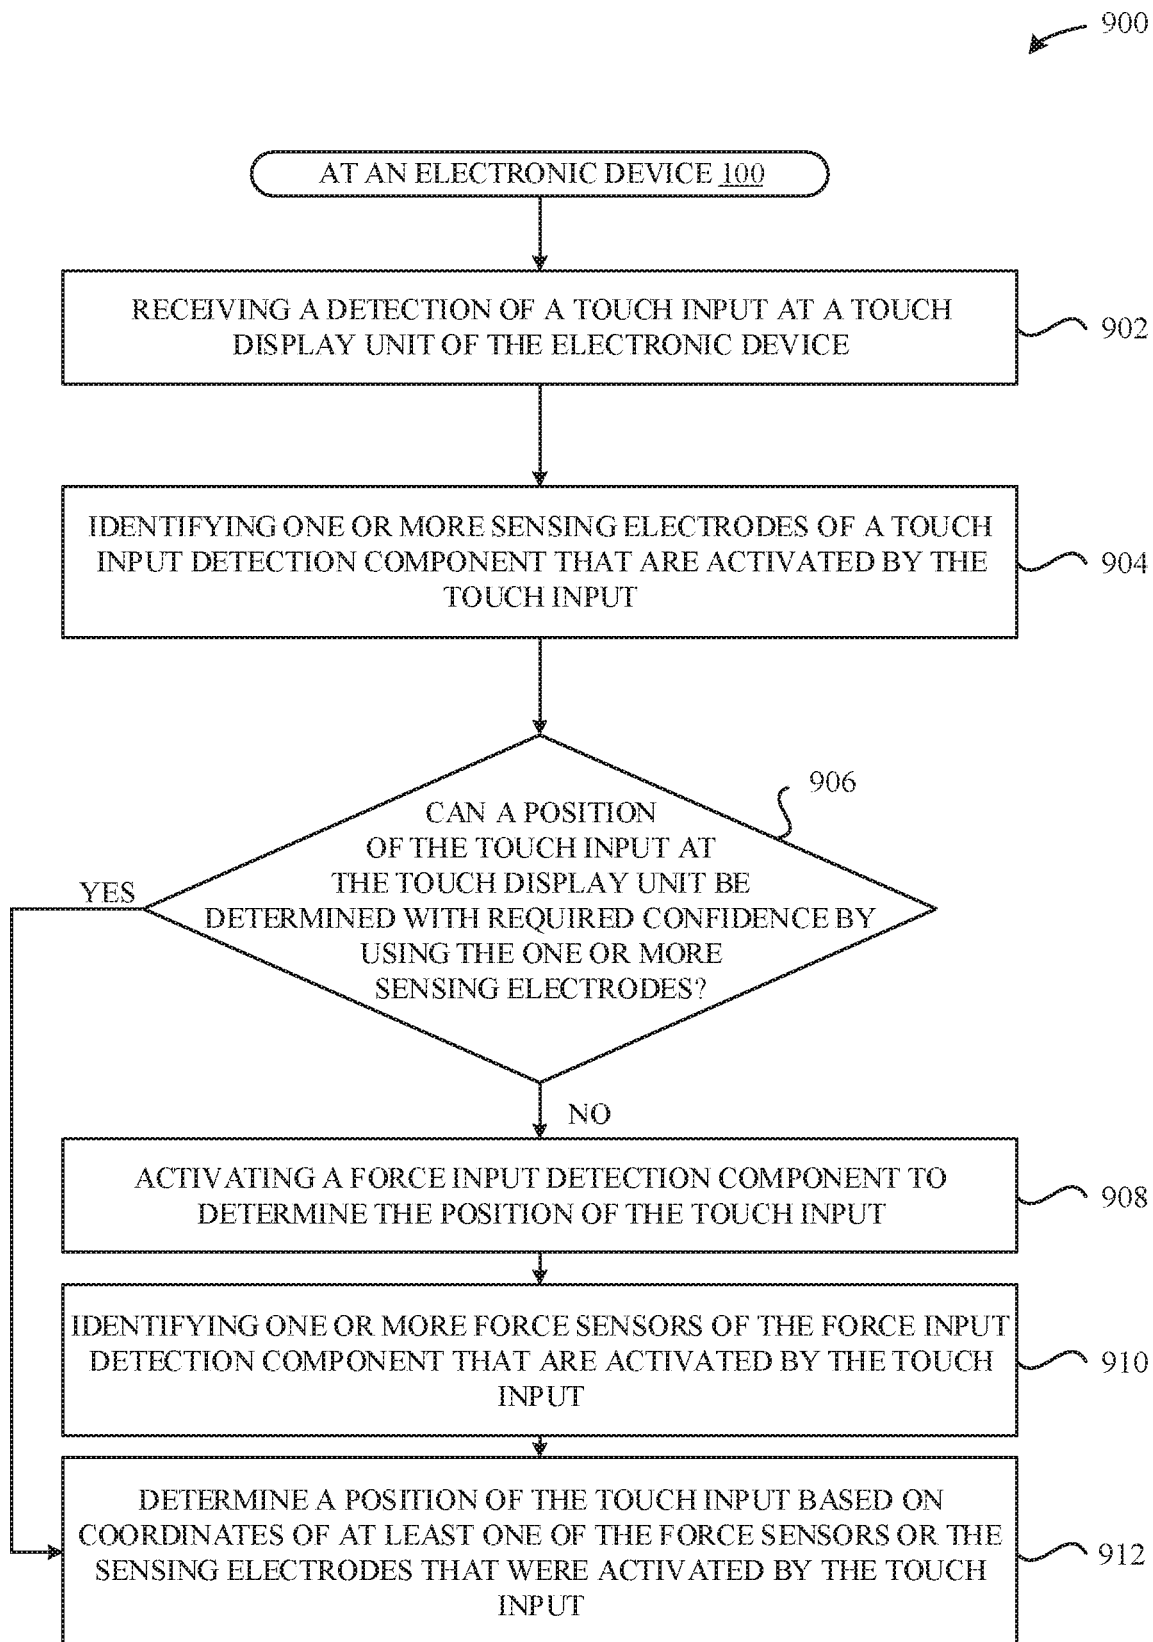 900
AT AN ELECTRONIC DEVICE 100
RECEIVING A DETECTION OF A TOUCH INPUT AT A TOUCH
DISPLAY UNIT OF THE ELECTRONIC DEVICE
902
IDENTIFYING ONE OR MORE SENSING ELECTRODES OF A TOUCH
INPUT DETECTION COMPONENT THAT ARE ACTIVATED BY THE
TOUCH INPUT
904
906
CAN A POSITION
OF THE TOUCH INPUT AT
THE TOUCH DISPLAY UNIT BE
DETERMINED WITH REQUIRED CONFIDENCE BY
USING THE ONE OR MORE
SENSING ELECTRODES?
YES
NO
ACTIVATING A FORCE INPUT DETECTION COMPONENT TO
DETERMINE THE POSITION OF THE TOUCH INPUT
908
IDENTIFYING ONE OR MORE FORCE SENSORS OF THE FORCE INPUT
DETECTION COMPONENT THAT ARE ACTIVATED BY THE TOUCH
INPUT
910
DETERMINE A POSITION OF THE TOUCH INPUT BASED ON
COORDINATES OF AT LEAST ONE OF THE FORCE SENSORS OR THE
SENSING ELECTRODES THAT WERE ACTIVATED BY THE TOUCH
INPUT
912